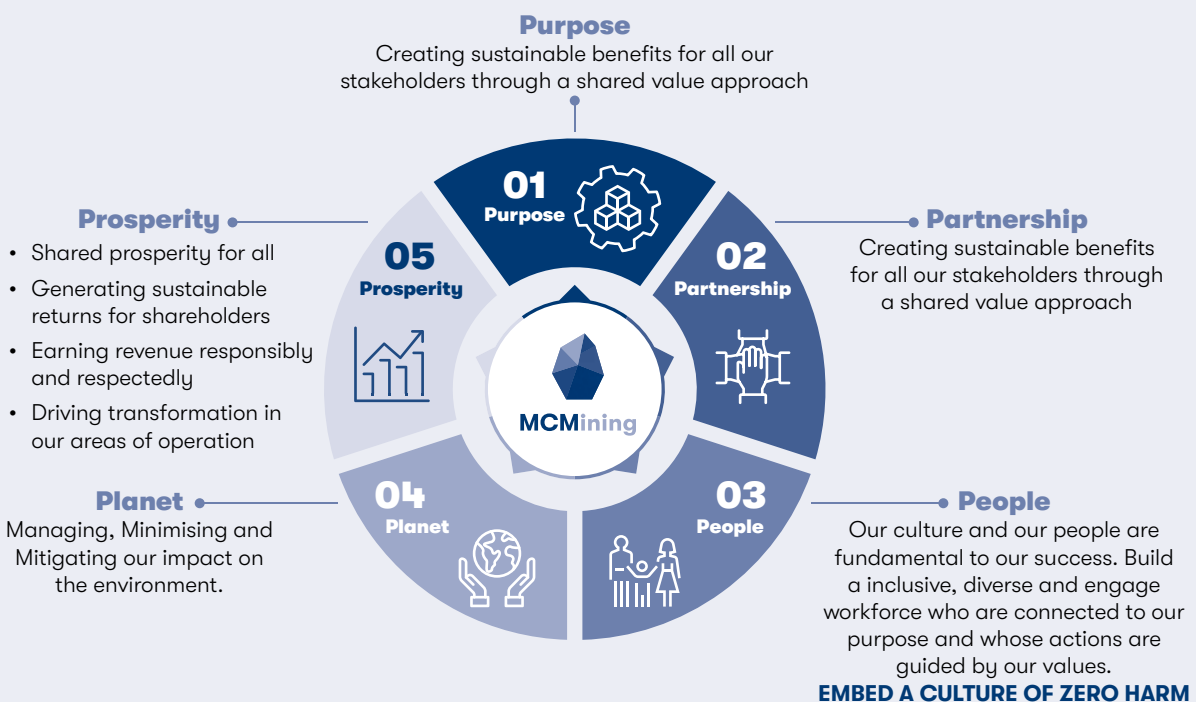 Purpose
Creating sustainable benefits for all our
stakeholders through a shared value approach
01
Purpose
Partnership
Creating sustainable benefits
for all our stakeholders through
a shared value approach
02
Partnership
03
People
People
Our culture and our people are
fundamental to our success. Build
a inclusive, diverse and engage
workforce who are connected to our
purpose and whose actions are
guided by our values.
EMBED A CULTURE OF ZERO HARM
04
Planet
Planet
Managing, Minimising and
Mitigating our impact on
the environment.
05
Prosperity
Prosperity
• Shared prosperity for all
• Generating sustainable
returns for shareholders
• Earning revenue responsibly
and respectedly
• Driving transformation in
our areas of operation
MCMining